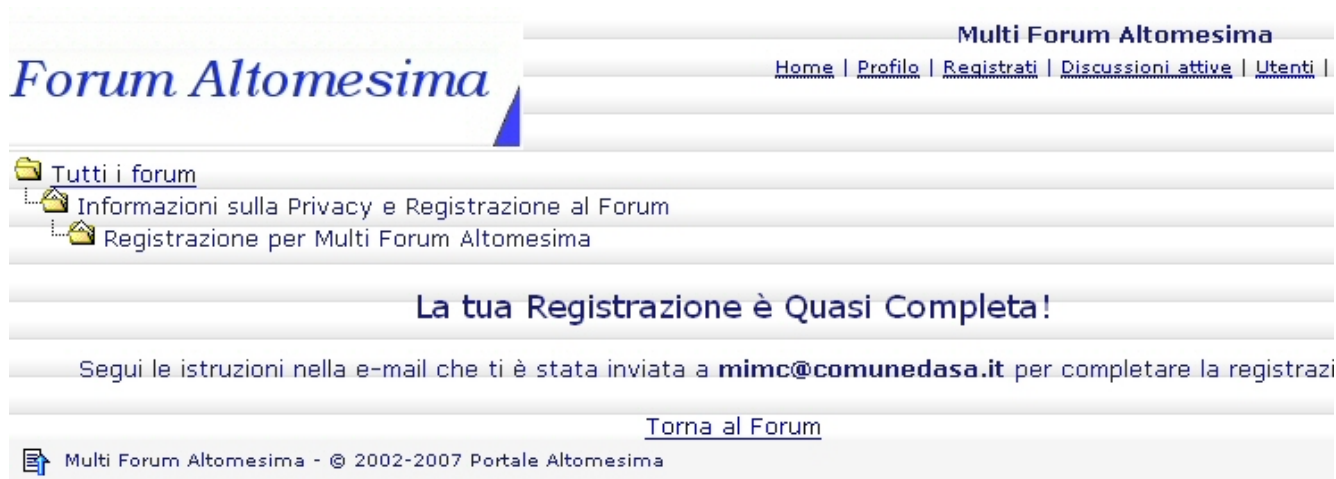 Multi Forum Altomesima
Forum Altomesima
Home | Profilo | Registrati | Discussioni attive | Utenti |
Tutti i forum
Informazioni sulla Privacy e Registrazione al Forum
Registrazione per Multi Forum Altomesima
La tua Registrazione è Quasi Completa!
Segui le istruzioni nella e-mail che ti è stata inviata a mimc@comunedasa.it per completare la registrazi
Torna al Forum
Multi Forum Altomesima - © 2002-2007 Portale Altomesima